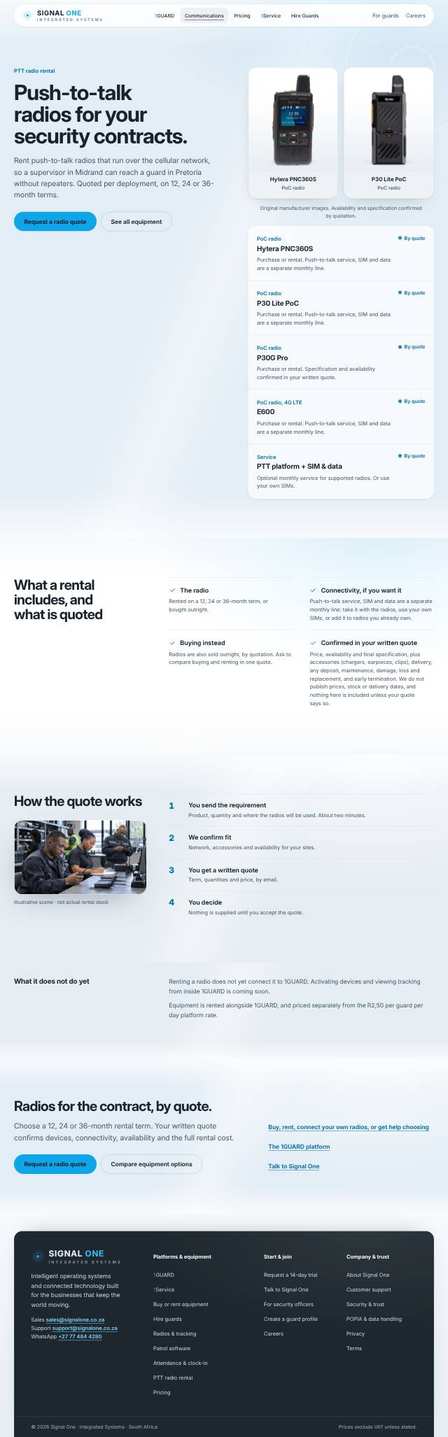 SIGNAL ONE
INTEGRATED SYSTEMS
1GUARD
Communications
Pricing
1Service
Hire Guards
For guards
Careers
PTT radio rental
Push-to-talk
radios for your
security contracts.
Rent push-to-talk radios that run over the cellular network,
so a supervisor in Midrand can reach a guard in Pretoria
without repeaters. Quoted per deployment, on 12, 24 or 36-
month terms.
Request a radio quote
See all equipment
Hytera PNC360S
PoC radio
P30 Lite PoC
PoC radio
Original manufacturer images. Availability and specification confirmed
by quotation.
PoC radio
By quote
Hytera PNC360S
Purchase or rental. Push-to-talk service, SIM and data
are a separate monthly line.
PoC radio
By quote
P30 Lite PoC
Purchase or rental. Push-to-talk service, SIM and data
are a separate monthly line.
PoC radio
By quote
P30G Pro
Purchase or rental. Specification and availability
confirmed in your written quote.
PoC radio, 4G LTE
By quote
E600
Purchase or rental. Push-to-talk service, SIM and data
are a separate monthly line.
Service
By quote
PTT platform + SIM & data
Optional monthly service for supported radios. Or use
your own SIMs.
What a rental
includes, and
what is quoted
The radio
Rented on a 12, 24 or 36-month term, or
bought outright.
Connectivity, if you want it
Push-to-talk service, SIM and data are a separate
monthly line: take it with the radios, use your own
SIMs, or add it to radios you already own.
Buying instead
Radios are also sold outright, by quotation. Ask to
compare buying and renting in one quote.
Confirmed in your written quote
Price, availability and final specification, plus
accessories (chargers, earpieces, clips), delivery,
any deposit, maintenance, damage, loss and
replacement, and early termination. We do not
publish prices, stock or delivery dates, and
nothing here is included unless your quote
says so.
How the quote works
Illustrative scene · not actual rental stock
1
You send the requirement
Product, quantity and where the radios will be used. About two minutes.
2
We confirm fit
Network, accessories and availability for your sites.
3
You get a written quote
Term, quantities and price, by email.
4
You decide
Nothing is supplied until you accept the quote.
What it does not do yet
Renting a radio does not yet connect it to 1GUARD. Activating devices and viewing tracking
from inside 1GUARD is coming soon.
Equipment is rented alongside 1GUARD, and priced separately from the R2,50 per guard per
day platform rate.
Radios for the contract, by quote.
Choose a 12, 24 or 36-month rental term. Your written quote
confirms devices, connectivity, availability and the full rental cost.
Request a radio quote
Compare equipment options
Buy, rent, connect your own radios, or get help choosing
The 1GUARD platform
Talk to Signal One
SIGNAL ONE
INTEGRATED SYSTEMS
Intelligent operating systems
and connected technology built
for the businesses that keep the
world moving.
Sales sales@signalone.co.za
Support support@signalone.co.za
WhatsApp +27 77 464 4280
Platforms & equipment
1GUARD
1Service
Buy or rent equipment
Hire guards
Radios & tracking
Patrol software
Attendance & clock-in
PTT radio rental
Pricing
Start & join
Request a 14-day trial
Talk to Signal One
For security officers
Create a guard profile
Careers
Company & trust
About Signal One
Customer support
Security & trust
POPIA & data handling
Privacy
Terms
© 2026 Signal One · Integrated Systems · South Africa
Prices exclude VAT unless stated.